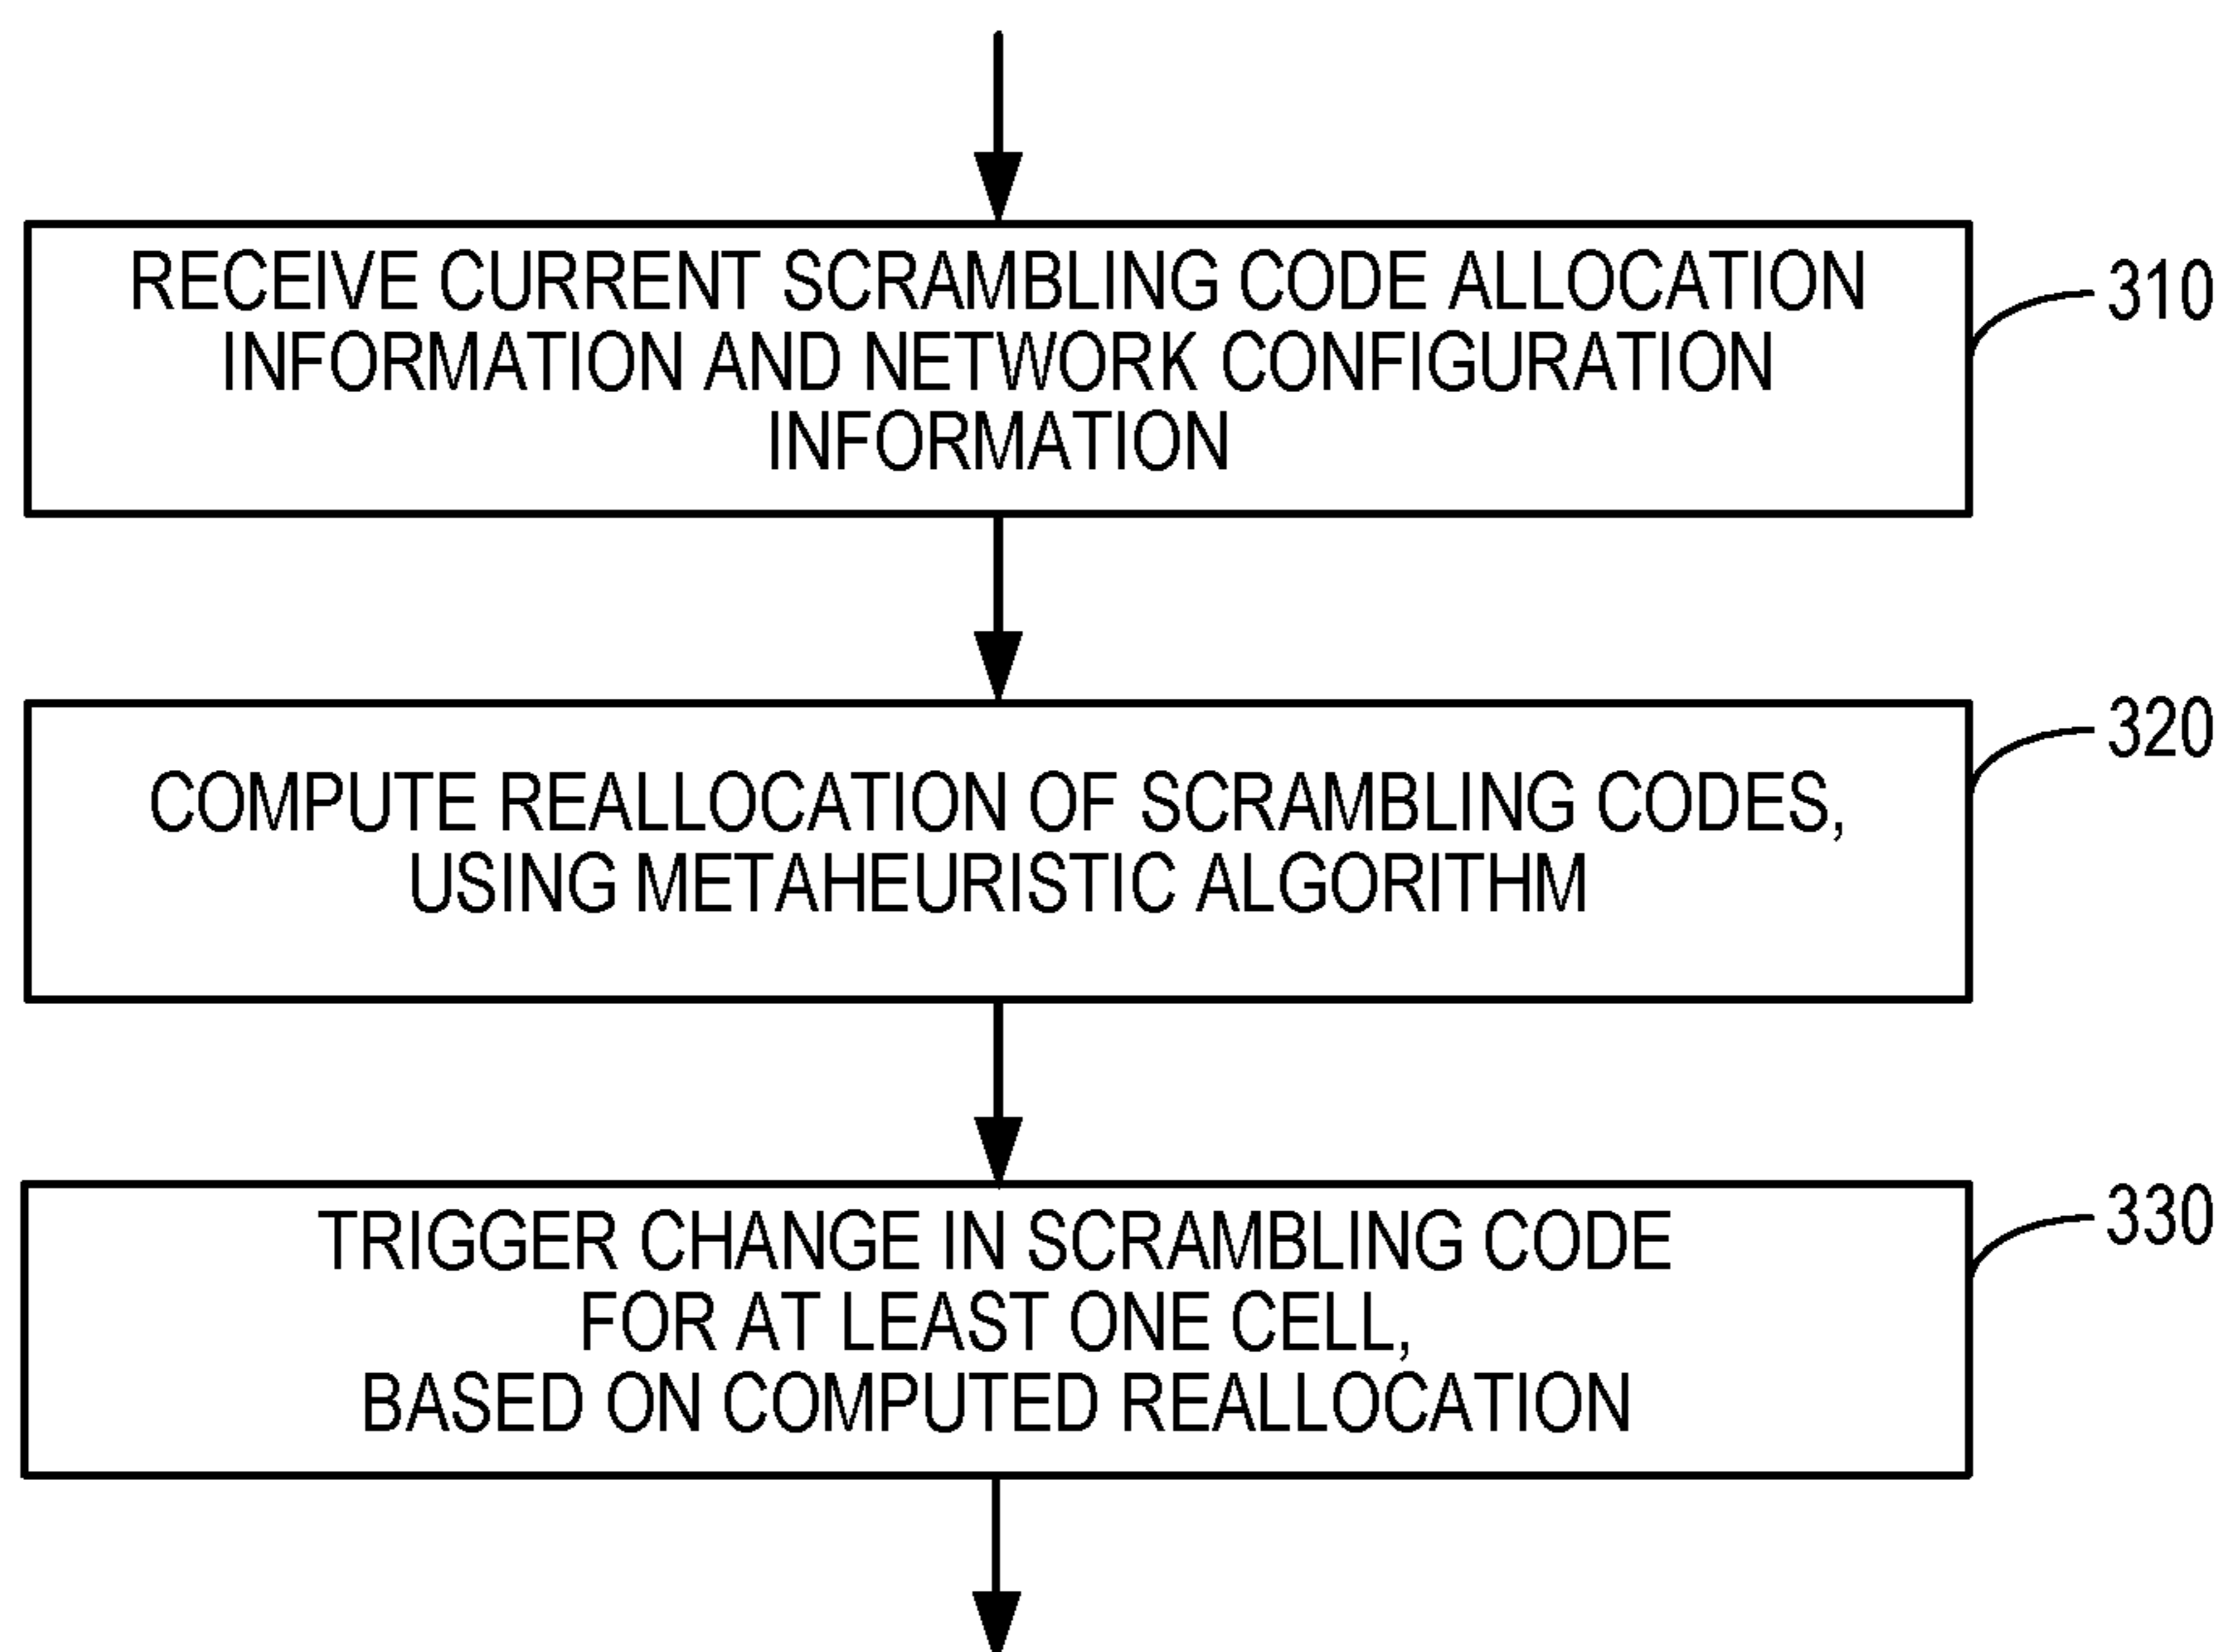 RECEIVE CURRENT SCRAMBLING CODE ALLOCATION
INFORMATION AND NETWORK CONFIGURATION
INFORMATION
310
COMPUTE REALLOCATION OF SCRAMBLING CODES,
USING METAHEURISTIC ALGORITHM
320
TRIGGER CHANGE IN SCRAMBLING CODE
FOR AT LEAST ONE CELL,
BASED ON COMPUTED REALLOCATION
330